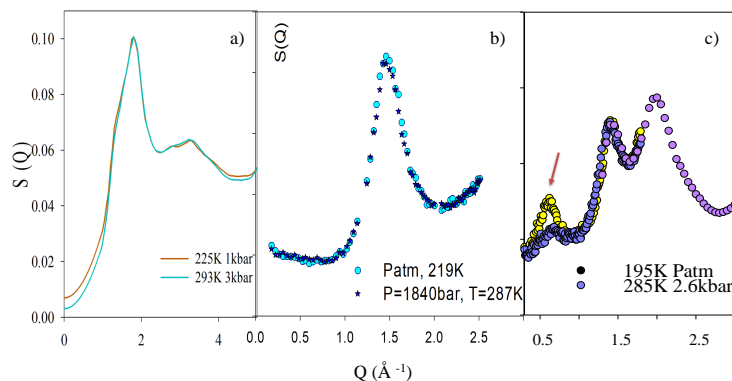 a)
S (Q)
0.10
0.08
0.06
0.04
0.02
0.00
225K 1kbar
293K 3kbar
0 2 4
b)
S(Q)
Patm, 219K
P=1840bar, T=287K
0.0 0.5 1.0 1.5 2.0 2.5
c)
195K Patm
285K 2.6kbar
0.5 1.5 2.5
Q (Å -1)